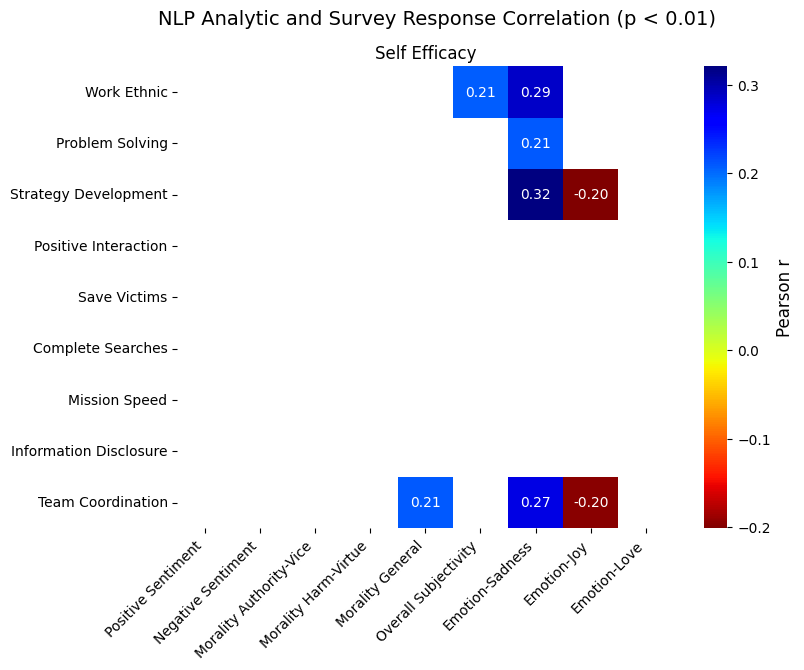 NLP Analytic and Survey Response Correlation (p < 0.01)
Self Efficacy
Work Ethnic
0.21 0.29
Problem Solving
0.21
Strategy Development
0.32 -0.20
Positive Interaction
Save Victims
Complete Searches
Mission Speed
Information Disclosure
Team Coordination
0.21 0.27 -0.20
Positive Sentiment
Negative Sentiment
Morality Authority-Vice
Morality Harm-Virtue
Morality General
Overall Subjectivity
Emotion-Sadness
Emotion-Joy
Emotion-Love
0.3
0.2
0.1
0.0
−0.1
−0.2
Pearson r